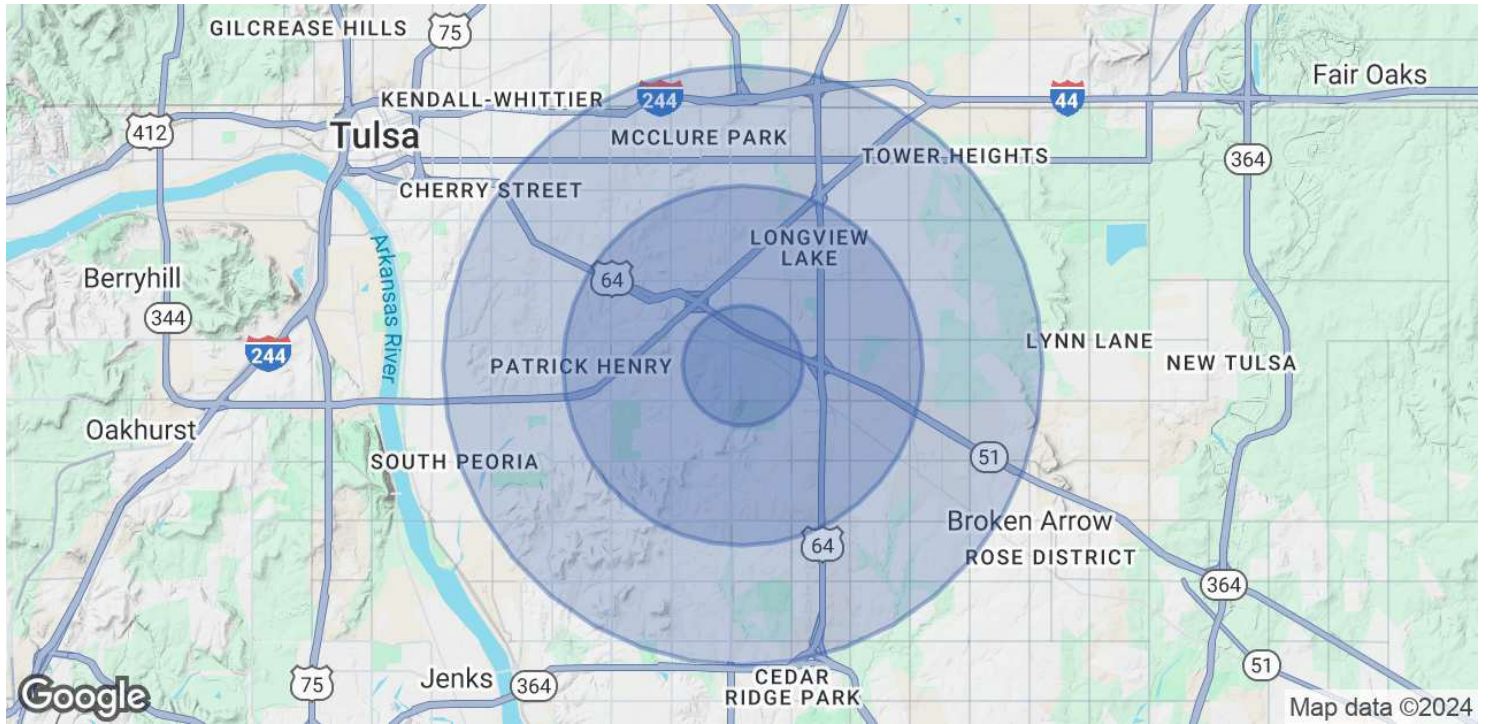 GILCREASE HILLS
75
Fair Oaks
KENDALL-WHITTIER
244
44
412
Tulsa
MCCLURE PARK
TOWER HEIGHTS
364
CHERRY STREET
LONGVIEW
LAKE
Arkansas River
Berryhill
64
344
244
PATRICK HENRY
LYNN LANE
NEW TULSA
Oakhurst
SOUTH PEORIA
51
Broken Arrow
64
ROSE DISTRICT
364
Jenks
364
75
CEDAR
RIDGE PARK
51
Google
Map data ©2024